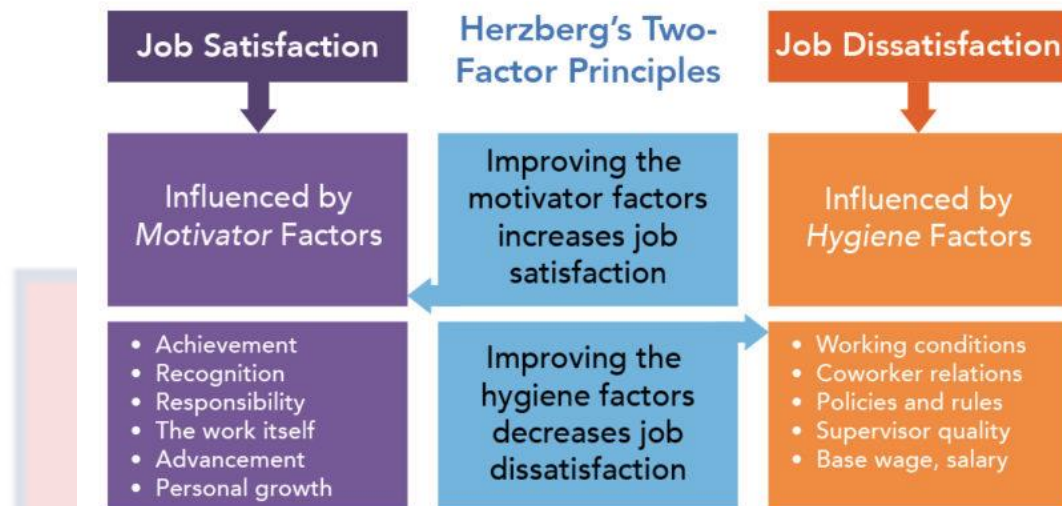 Job Satisfaction
Herzberg's Two-
Factor Principles
Job Dissatisfaction
Influenced by
Motivator Factors
Improving the
motivator factors
increases job
satisfaction
Influenced by
Hygiene Factors
• Achievement
• Recognition
• Responsibility
• The work itself
• Advancement
• Personal growth
Improving the
hygiene factors
decreases job
dissatisfaction
• Working conditions
• Coworker relations
• Policies and rules
• Supervisor quality
• Base wage, salary